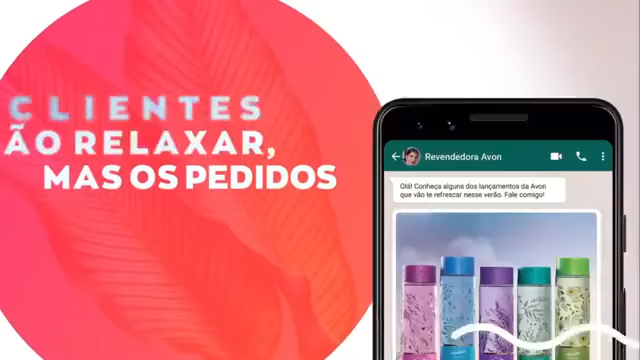 CLIENTES
ÃO RELAXAR,
MAS OS PEDIDOS
Revendedora Avon
Olá! Conheça alguns dos lançamentos da Avon
que vão te refrescar nesse verão. Fale comigo!